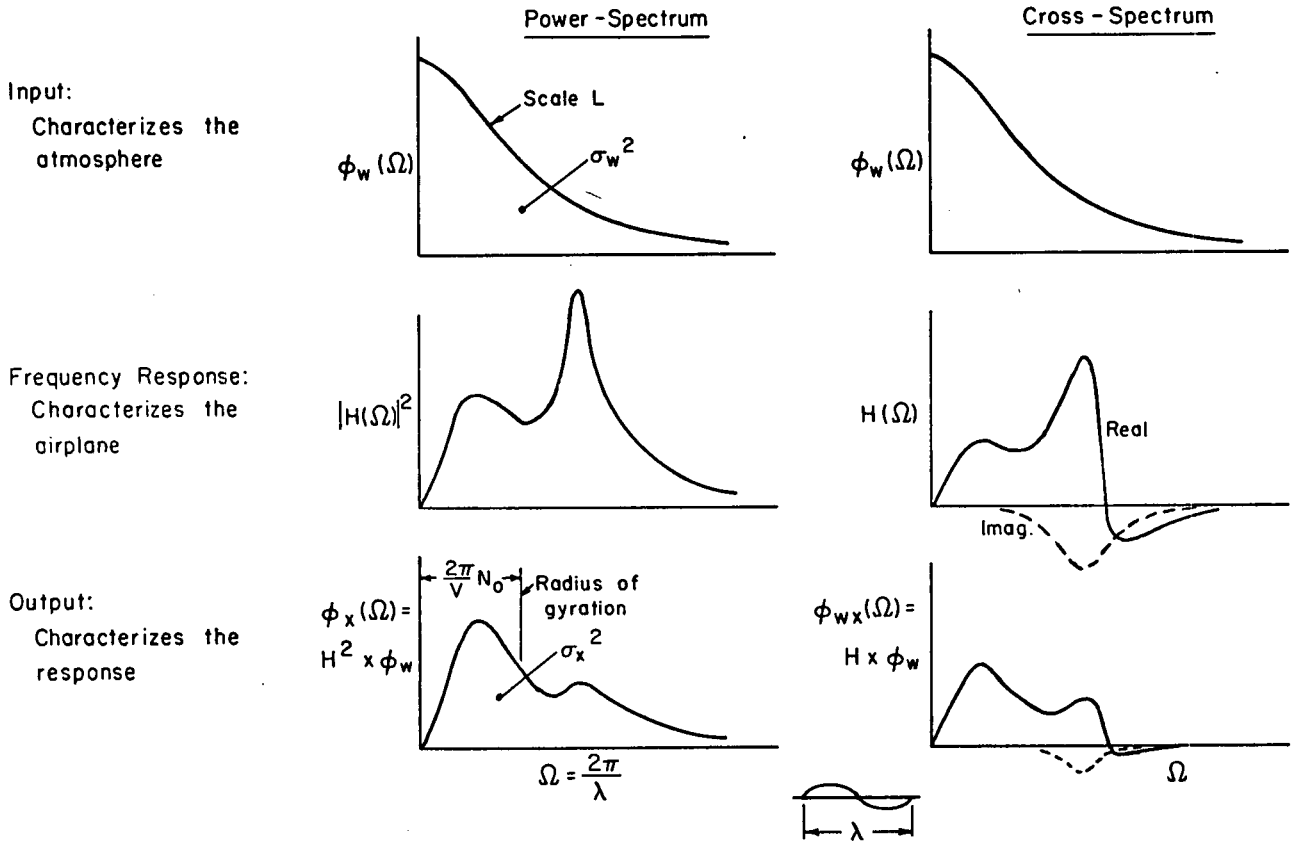 Power-Spectrum
Cross-Spectrum
Input:
Characterizes the
atmosphere
Scale L
σw²
ϕw(Ω)
ϕw(Ω)
Frequency Response:
Characterizes the
airplane
|H(Ω)|²
H(Ω)
Real
Imag.
Output:
Characterizes the
response
2π/V N₀
Radius of
gyration
ϕx(Ω) =
H² × ϕw
σx²
ϕwx(Ω) =
H × ϕw
Ω = 2π/λ
Ω
λ